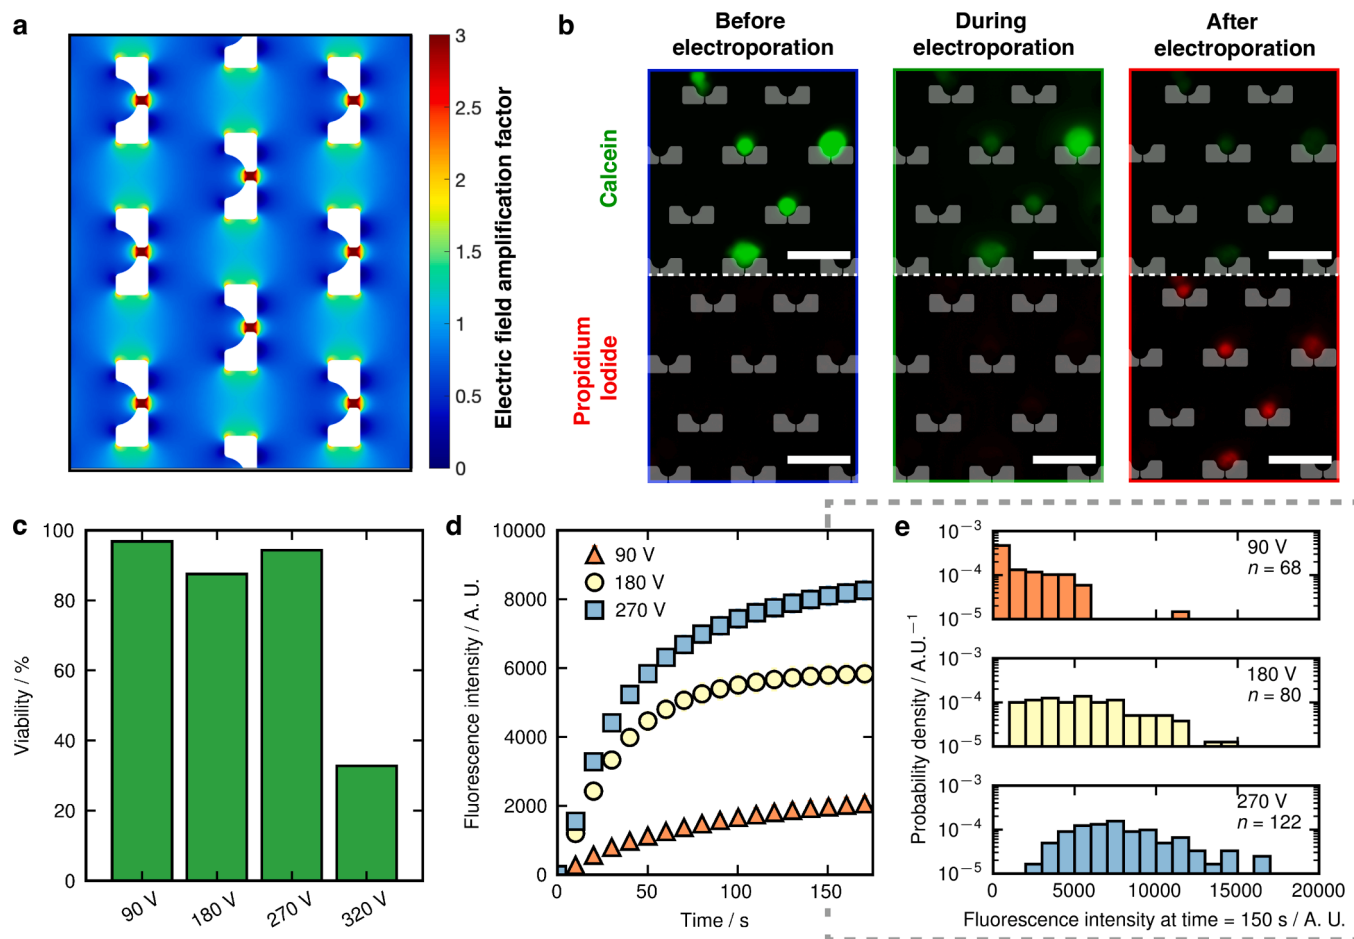 a
3
2.5
2
1.5
1
0.5
0
Electric field amplification factor
b
Before
electroporation
During
electroporation
After
electroporation
Calcein
Propidium
Iodide
c
100
80
60
40
20
0
Viability / %
90 V
180 V
270 V
320 V
d
10000
8000
6000
4000
2000
0
Fluorescence intensity / A. U.
90 V
180 V
270 V
0
50
100
150
Time / s
e
Probability density / A.U.⁻¹
10⁻³
10⁻⁴
10⁻⁵
90 V
n = 68
10⁻³
10⁻⁴
10⁻⁵
180 V
n = 80
10⁻³
10⁻⁴
10⁻⁵
270 V
n = 122
0
5000
10000
15000
20000
Fluorescence intensity at time = 150 s / A. U.